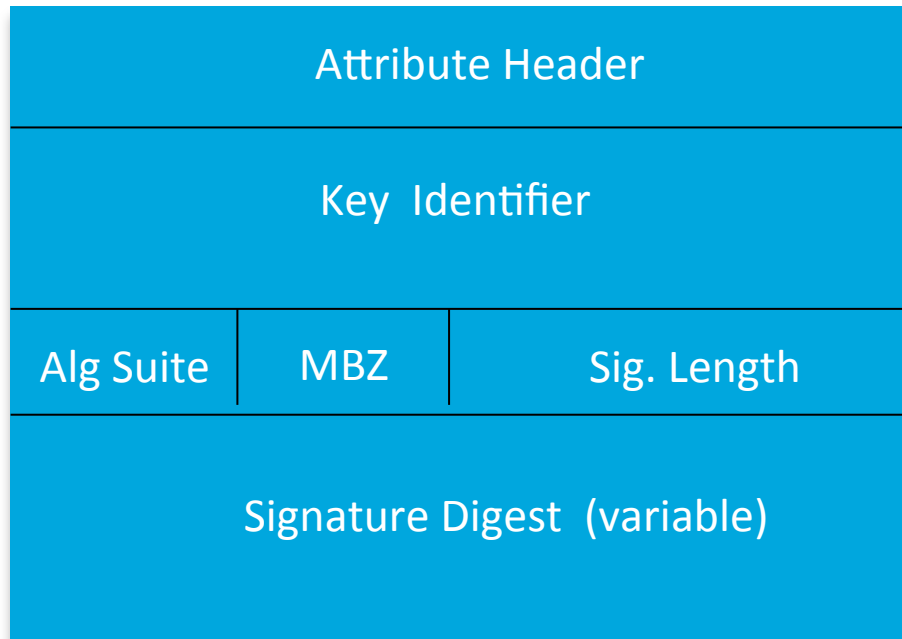 Attribute Header
Key Identifier
Alg Suite MBZ Sig. Length
Signature Digest (variable)